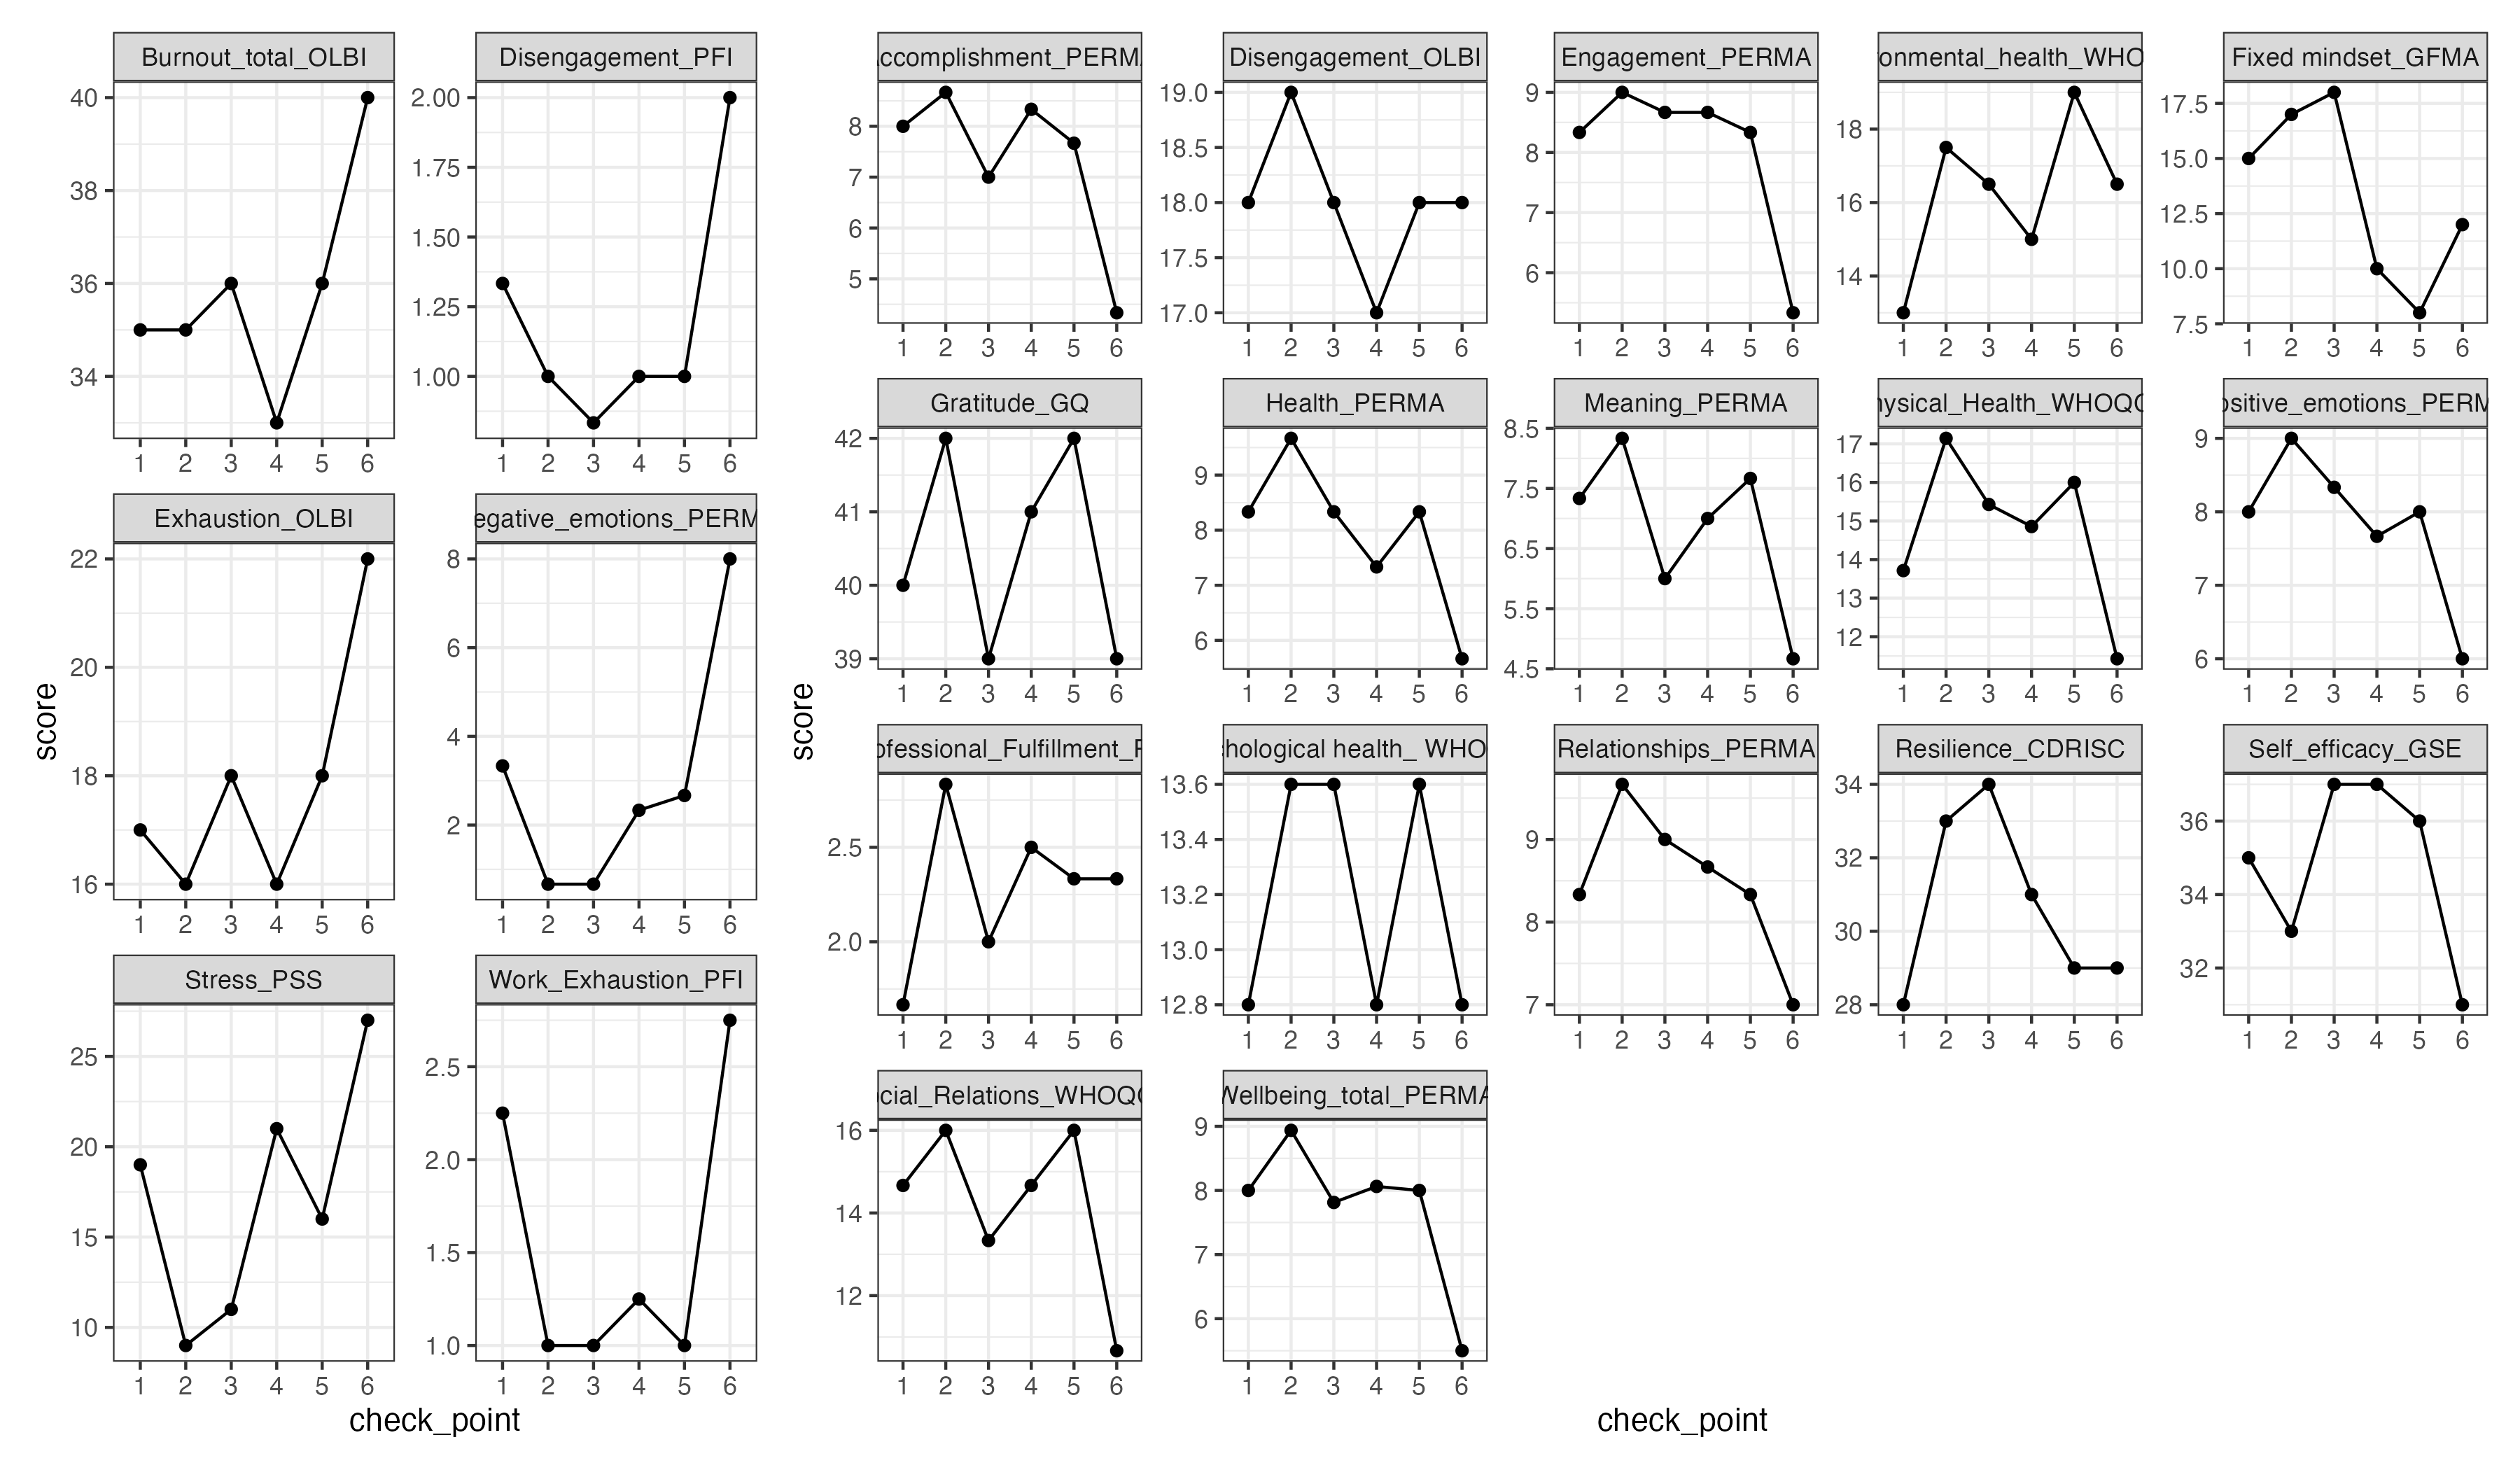 Burnout_total_OLBI
40
38
36
34
1 2 3 4 5 6
Disengagement_PFI
2.00
1.75
1.50
1.25
1.00
1 2 3 4 5 6
Exhaustion_OLBI
22
20
18
16
1 2 3 4 5 6
egative_emotions_PERM
8
6
4
2
1 2 3 4 5 6
Stress_PSS
25
20
15
10
1 2 3 4 5 6
Work_Exhaustion_PFI
2.5
2.0
1.5
1.0
1 2 3 4 5 6
score
check_point
ccomplishment_PERMA
8
7
6
5
1 2 3 4 5 6
Disengagement_OLBI
19.0
18.5
18.0
17.5
17.0
1 2 3 4 5 6
Engagement_PERMA
9
8
7
6
1 2 3 4 5 6
onmental_health_WHO
18
16
14
1 2 3 4 5 6
Fixed mindset_GFMA
17.5
15.0
12.5
10.0
7.5
1 2 3 4 5 6
Gratitude_GQ
42
41
40
39
1 2 3 4 5 6
Health_PERMA
9
8
7
6
1 2 3 4 5 6
Meaning_PERMA
8.5
7.5
6.5
5.5
4.5
1 2 3 4 5 6
hysical_Health_WHOQO
17
16
15
14
13
12
1 2 3 4 5 6
ositive_emotions_PERM
9
8
7
6
1 2 3 4 5 6
ofessional_Fulfillment_P
2.5
2.0
1 2 3 4 5 6
chological health_ WHO
13.6
13.4
13.2
13.0
12.8
1 2 3 4 5 6
Relationships_PERMA
9
8
7
1 2 3 4 5 6
Resilience_CDRISC
34
32
30
28
1 2 3 4 5 6
Self_efficacy_GSE
36
34
32
1 2 3 4 5 6
cial_Relations_WHOQO
16
14
12
1 2 3 4 5 6
Wellbeing_total_PERMA
9
8
7
6
1 2 3 4 5 6
score
check_point